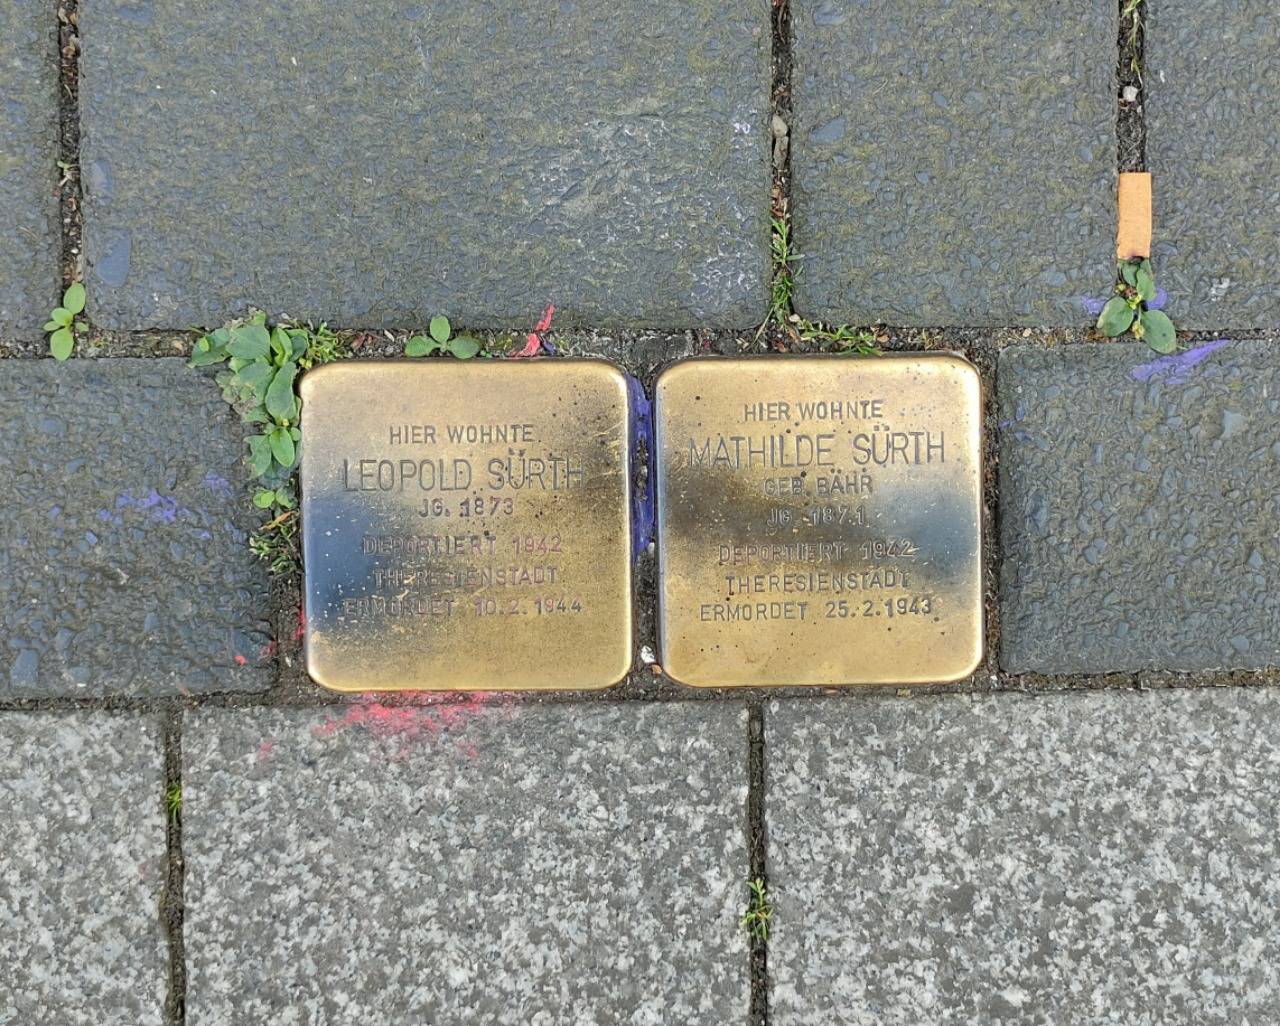 HIER WOHNTE
LEOPOLD SÜRTH
JG. 1873
DEPORTIERT 1942
THERESIENSTADT
ERMORDET 10.2.1944
HIER WOHNTE
MATHILDE SÜRTH
GEB. BÄHR
JG. 1871
DEPORTIERT 1942
THERESIENSTADT
ERMORDET 25.2.1943